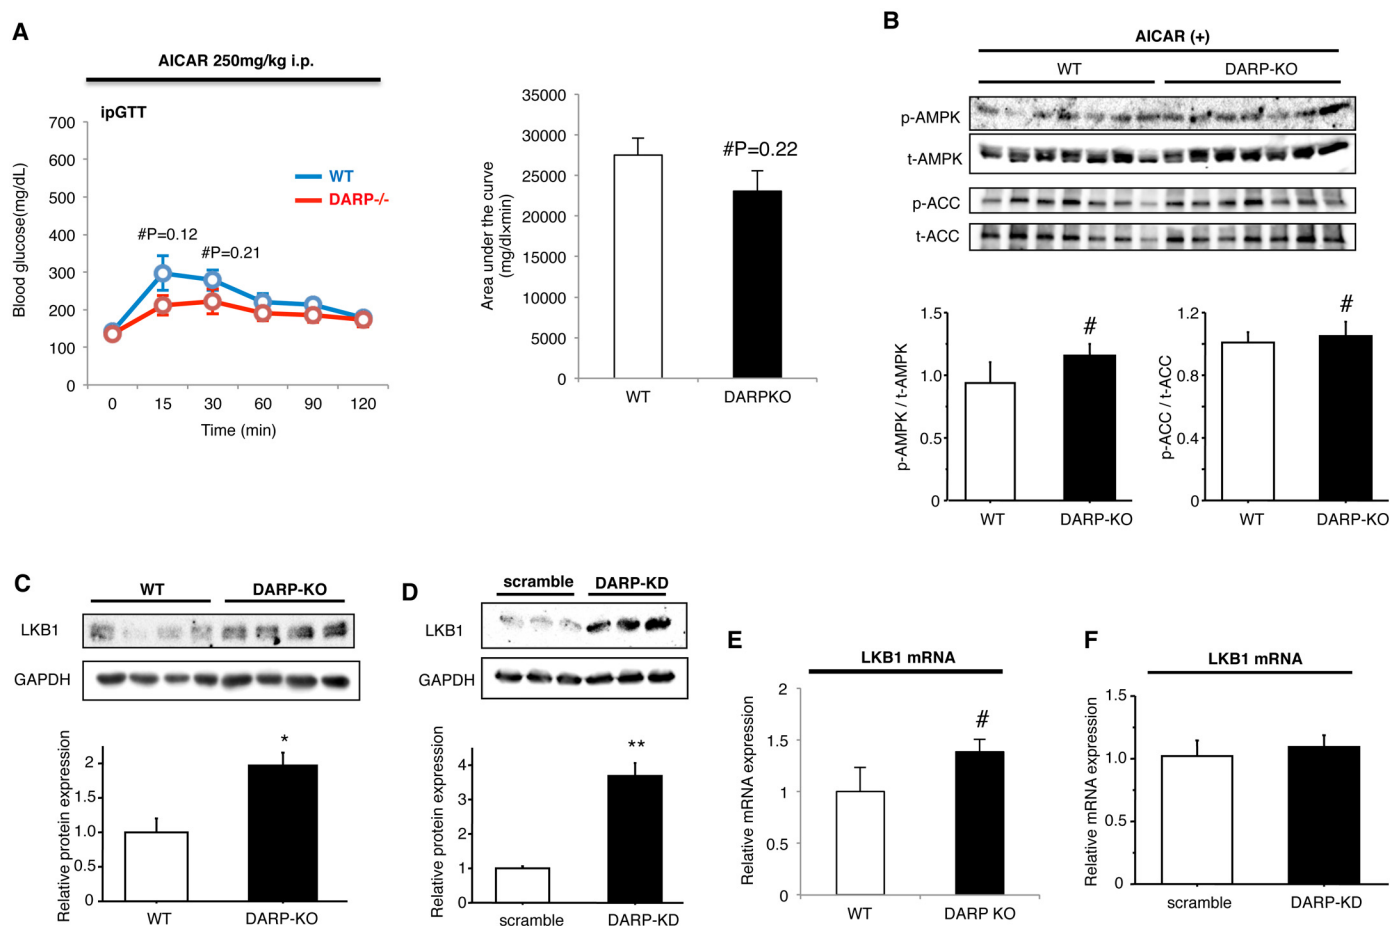 A
AICAR 250mg/kg i.p.
ipGTT
Blood glucose(mg/dL)
700
600
500
400
300
200
100
0
WT
DARP-/-
#P=0.12
#P=0.21
0 15 30 60 90 120
Time (min)
Area under the curve
(mg/dl×min)
35000
30000
25000
20000
15000
10000
5000
0
#P=0.22
WT DARPKO
B
AICAR (+)
WT DARP-KO
p-AMPK
t-AMPK
p-ACC
t-ACC
p-AMPK / t-AMPK
1.5
1.0
0.5
0
#
WT DARP-KO
p-ACC / t-ACC
1.2
0.8
0.4
0
#
WT DARP-KO
C
WT DARP-KO
LKB1
GAPDH
Relative protein expression
2
1.5
1.0
0.5
0
*
WT DARP-KO
D
scramble DARP-KD
LKB1
GAPDH
Relative protein expression
4
3
2
1
0
**
scramble DARP-KD
E
LKB1 mRNA
Relative mRNA expression
2
1.5
1
0.5
0
#
WT DARP KO
F
LKB1 mRNA
Relative mRNA expression
1.5
1.0
0.5
0
scramble DARP-KD